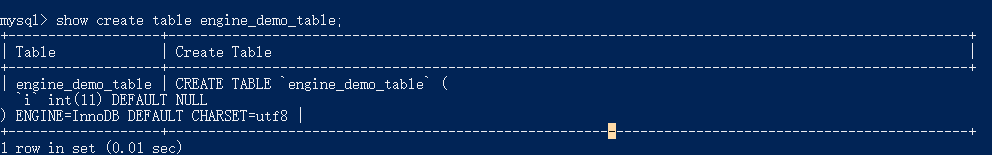 mysql> show create table engine_demo_table;
+-------------------+----------------------------------------------------------------------------------------------------+
| Table | Create Table |
+-------------------+----------------------------------------------------------------------------------------------------+
| engine_demo_table | CREATE TABLE `engine_demo_table` (
`i` int(11) DEFAULT NULL
) ENGINE=InnoDB DEFAULT CHARSET=utf8 |
+-------------------+----------------------------------------------------------------------------------------------------+
1 row in set (0.01 sec)